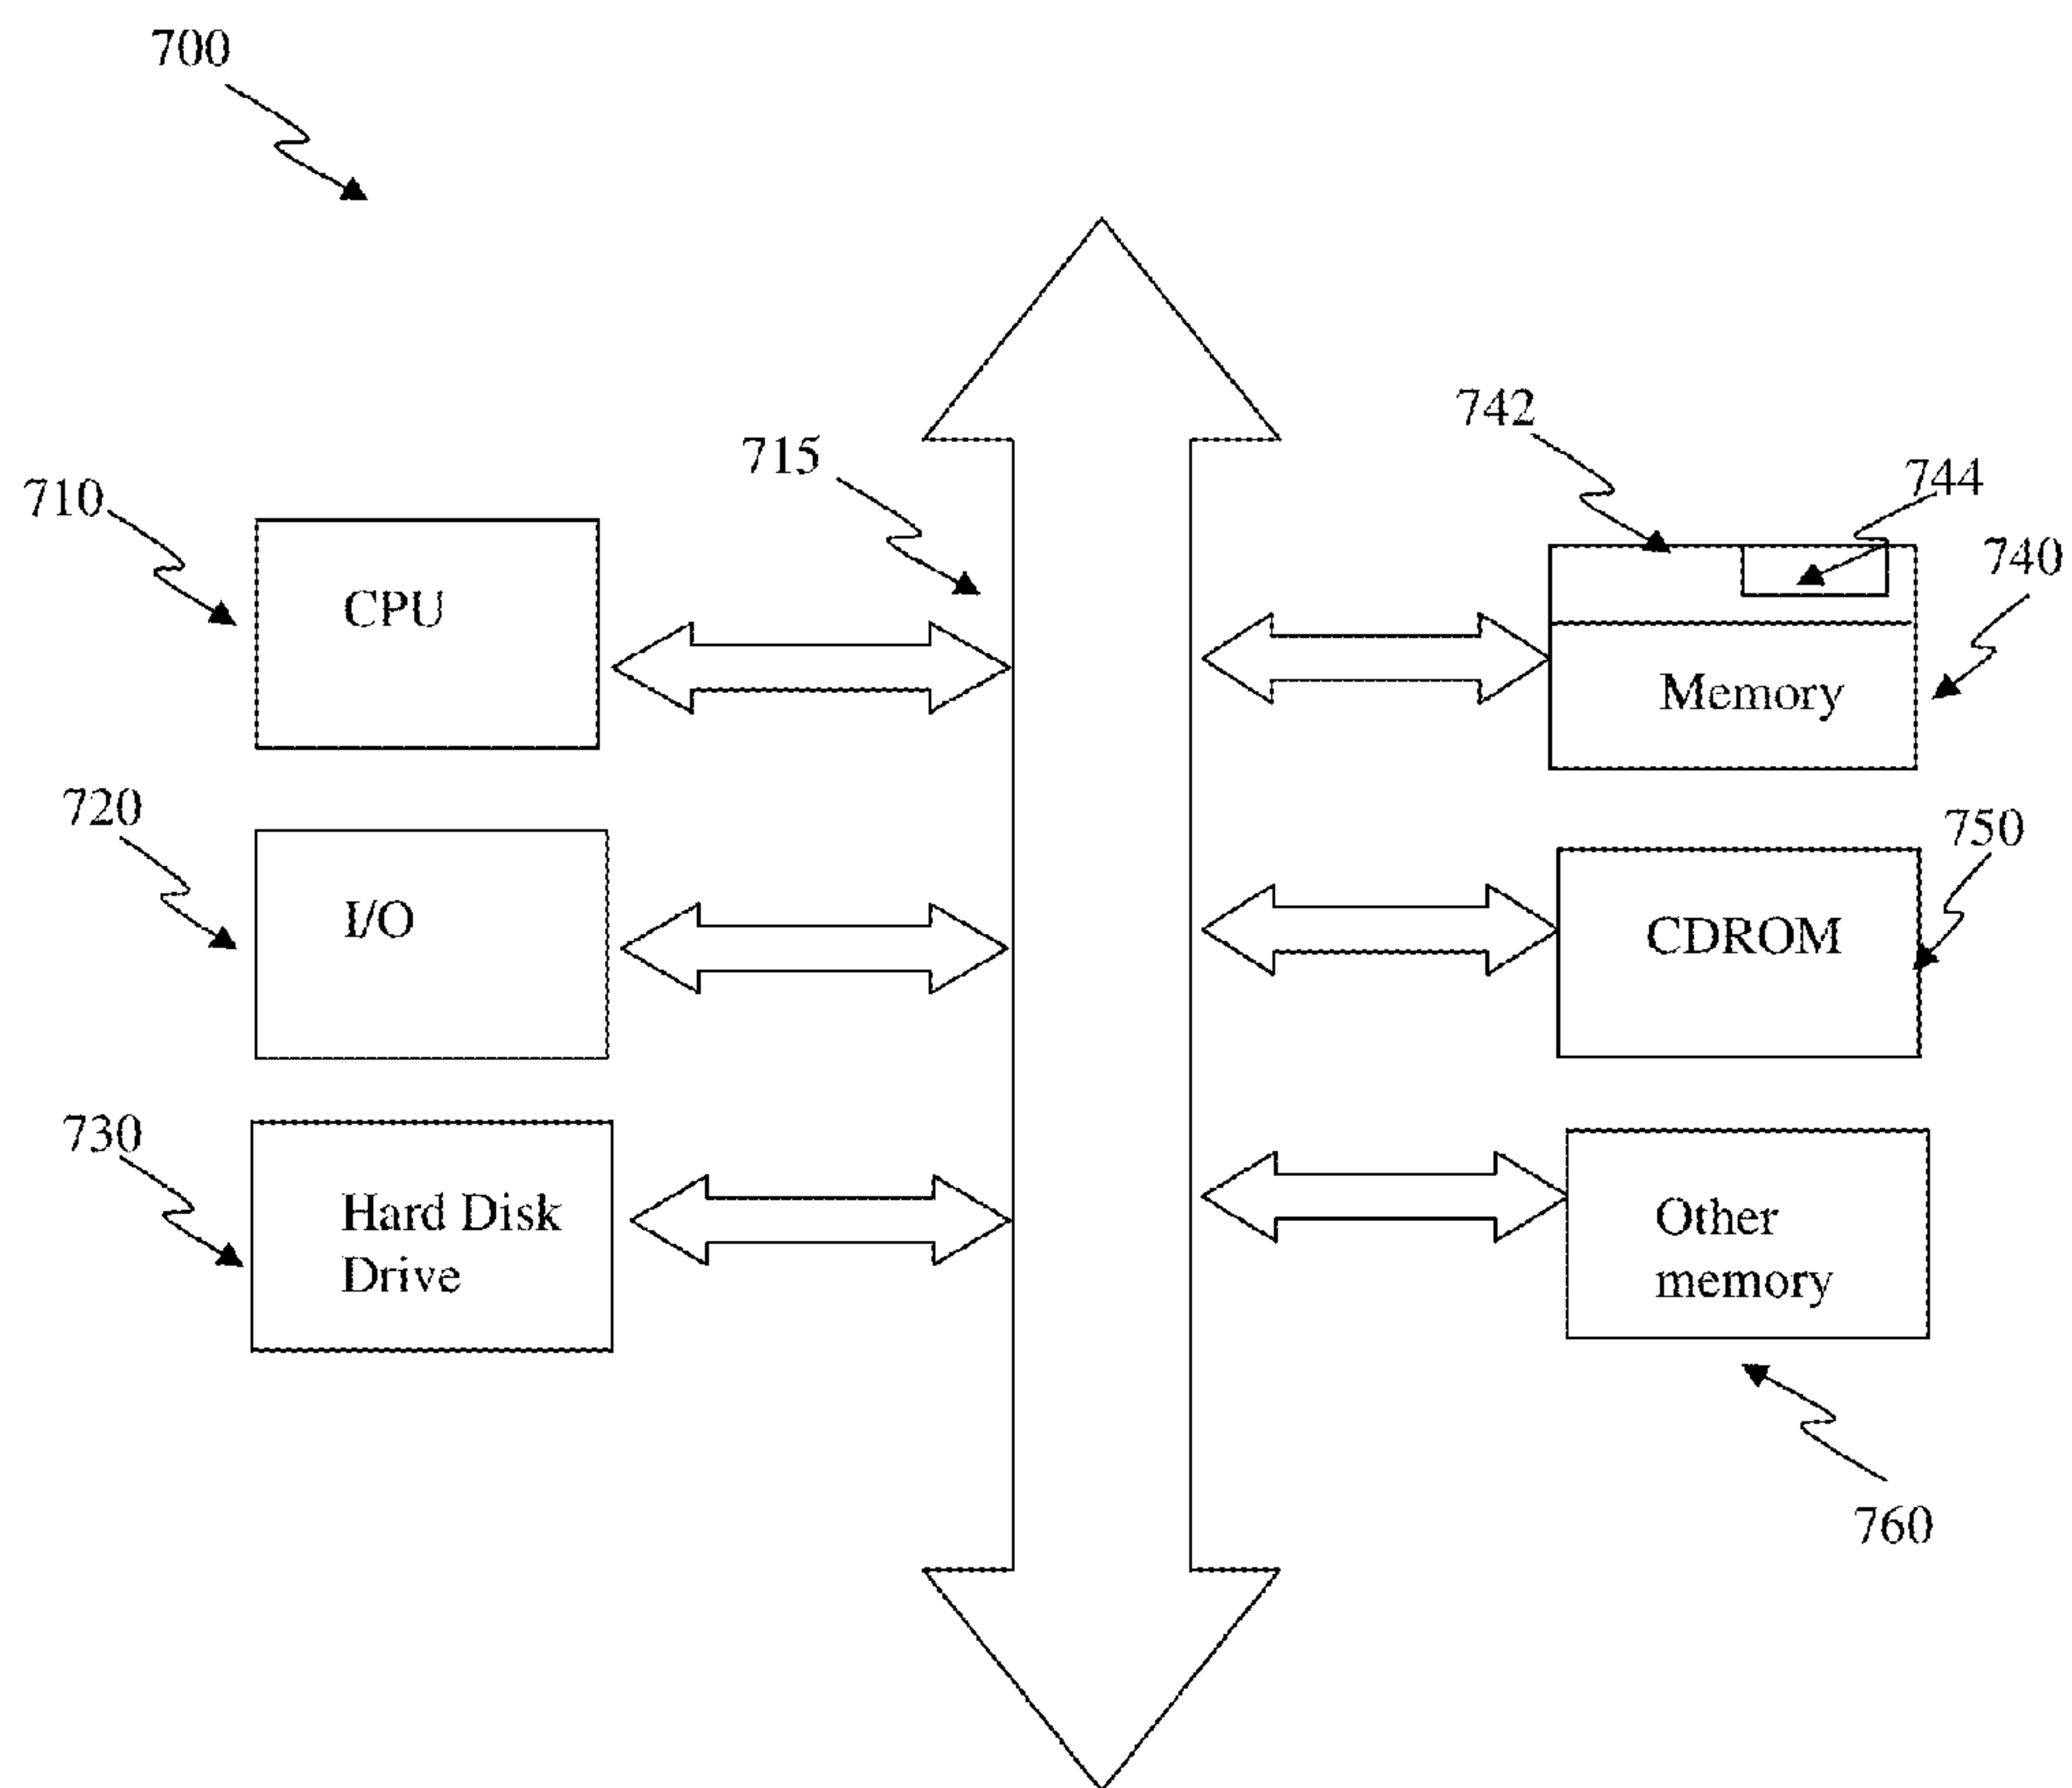 700
742
715
744
710
740
CPU
Memory
720
750
I/O
CDROM
730
Hard Disk
Drive
Other
memory
760